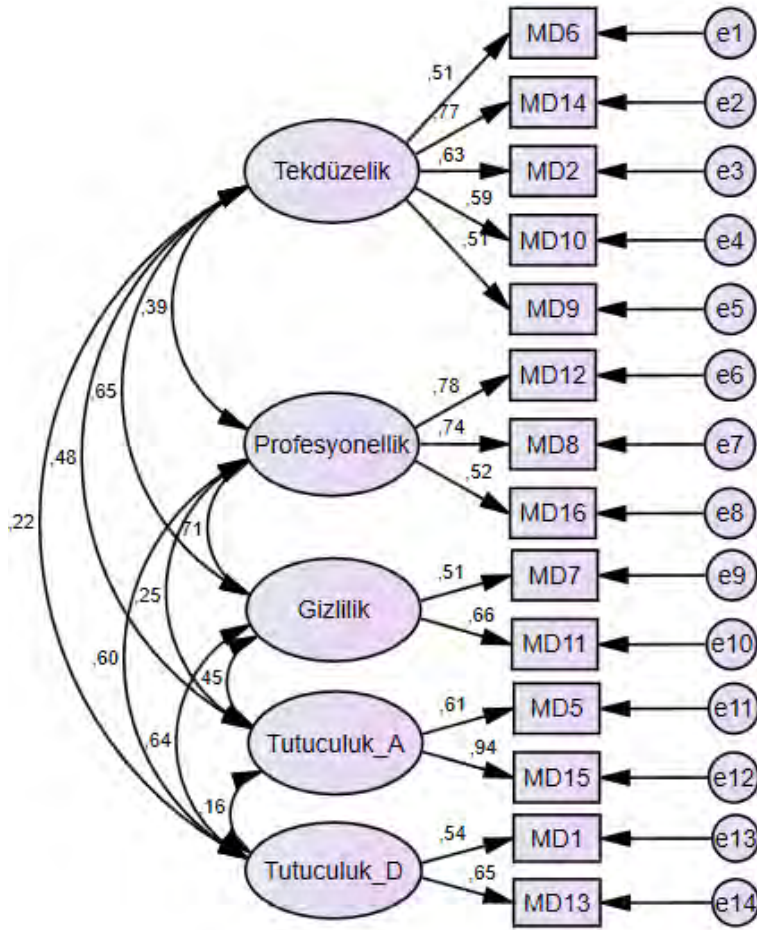 MD6
e1
,51
MD14
e2
,77
Tekdüzelik
,63
MD2
e3
,59
MD10
e4
,51
MD9
e5
,39
MD12
e6
,78
,65
Profesyonellik
,74
MD8
e7
,48
,52
MD16
e8
,22
,71
MD7
e9
,51
,25
Gizlilik
,66
MD11
e10
,60
,45
MD5
e11
,61
,64
Tutuculuk_A
,94
MD15
e12
,16
MD1
e13
,54
Tutuculuk_D
,65
MD13
e14